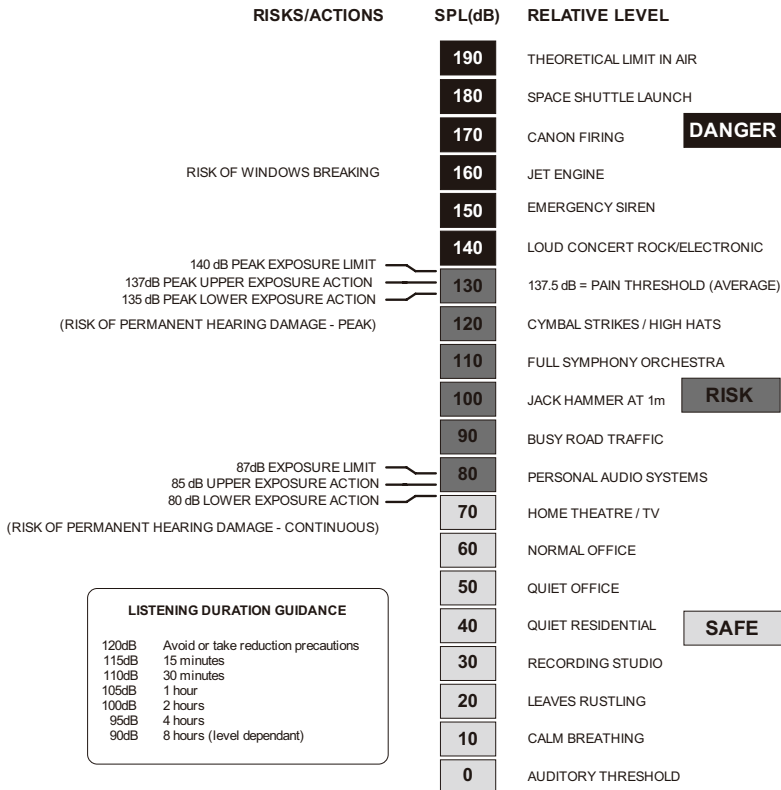 RISKS/ACTIONS SPL(dB) RELATIVE LEVEL
190 THEORETICAL LIMIT IN AIR
180 SPACE SHUTTLE LAUNCH
170 CANON FIRING DANGER
RISK OF WINDOWS BREAKING 160 JET ENGINE
150 EMERGENCY SIREN
140 LOUD CONCERT ROCK/ELECTRONIC
140 dB PEAK EXPOSURE LIMIT
137dB PEAK UPPER EXPOSURE ACTION 130 137.5 dB = PAIN THRESHOLD (AVERAGE)
135 dB PEAK LOWER EXPOSURE ACTION
(RISK OF PERMANENT HEARING DAMAGE - PEAK) 120 CYMBAL STRIKES / HIGH HATS
110 FULL SYMPHONY ORCHESTRA
100 JACK HAMMER AT 1m RISK
90 BUSY ROAD TRAFFIC
87dB EXPOSURE LIMIT
85 dB UPPER EXPOSURE ACTION 80 PERSONAL AUDIO SYSTEMS
80 dB LOWER EXPOSURE ACTION
70 HOME THEATRE / TV
(RISK OF PERMANENT HEARING DAMAGE - CONTINUOUS)
60 NORMAL OFFICE
50 QUIET OFFICE
40 QUIET RESIDENTIAL SAFE
30 RECORDING STUDIO
20 LEAVES RUSTLING
10 CALM BREATHING
0 AUDITORY THRESHOLD
LISTENING DURATION GUIDANCE
120dB Avoid or take reduction precautions
115dB 15 minutes
110dB 30 minutes
105dB 1 hour
100dB 2 hours
95dB 4 hours
90dB 8 hours (level dependant)